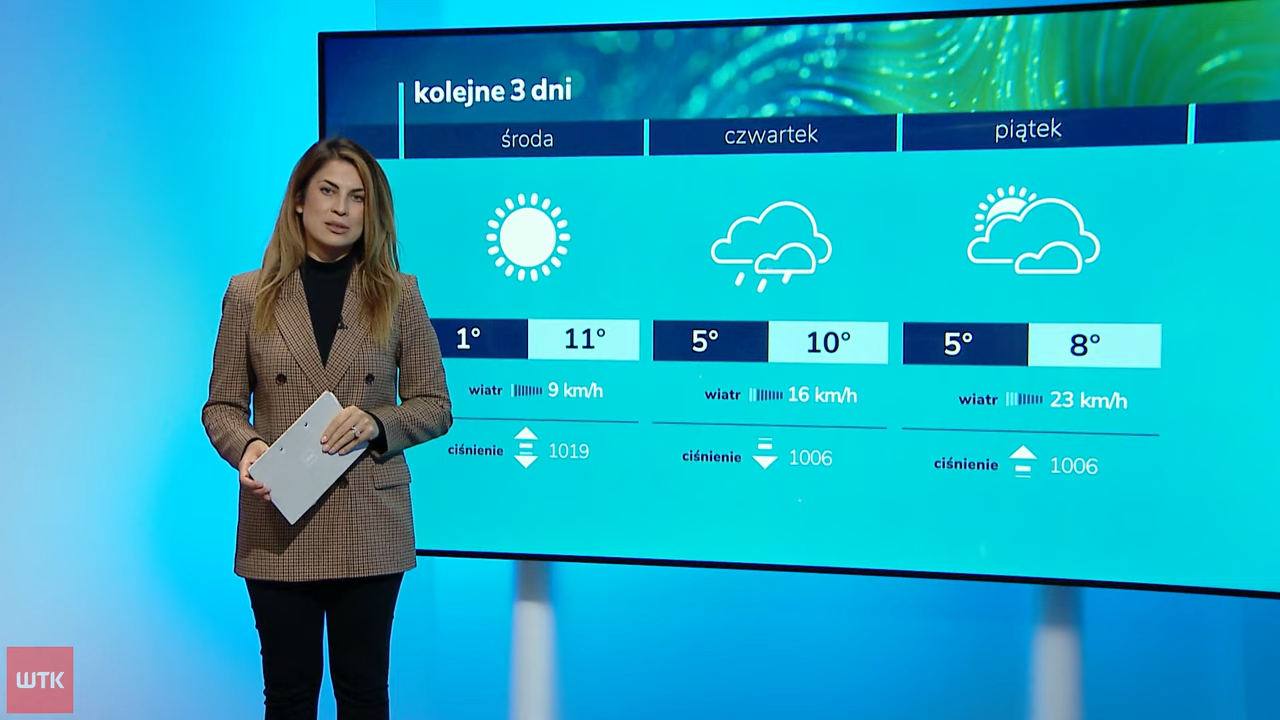 kolejne 3 dni
środa czwartek piątek
1° 11° 5° 10° 5° 8°
wiatr 9 km/h wiatr 16 km/h wiatr 23 km/h
ciśnienie 1019 ciśnienie 1006 ciśnienie 1006
WTK